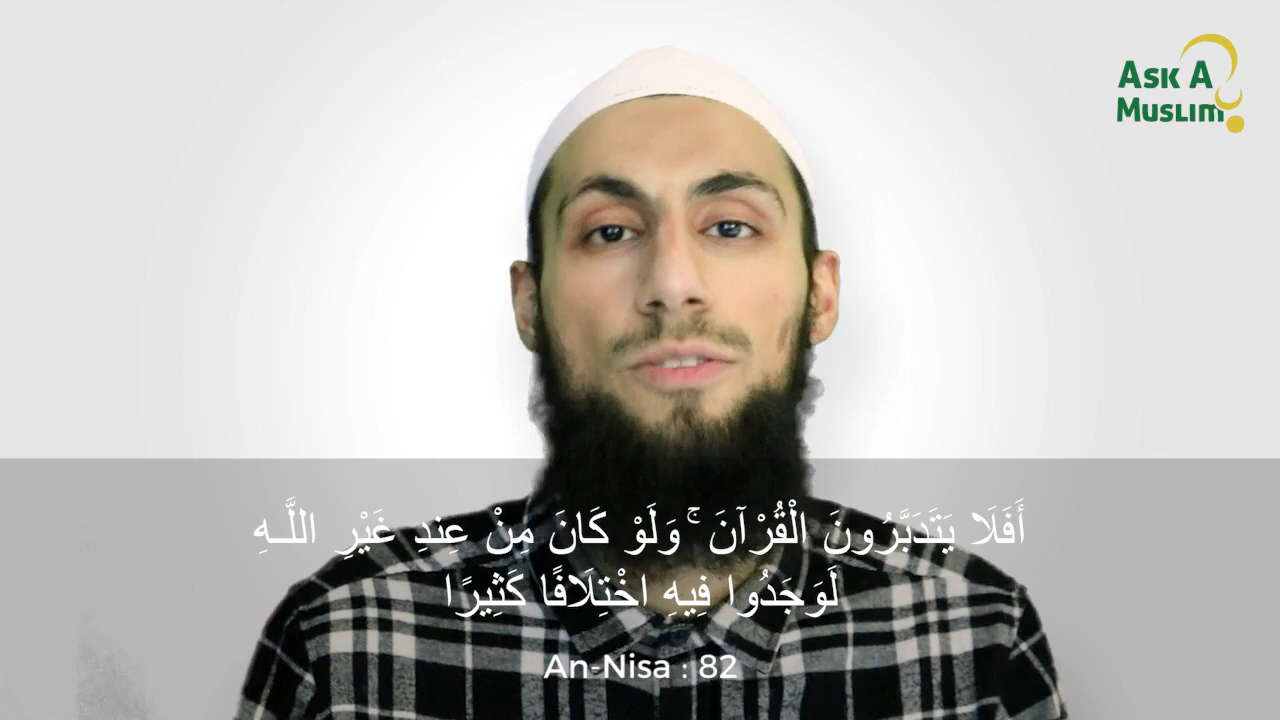 Ask A
Muslim
أَفَلَا يَتَدَبَّرُونَ الْقُرْآنَ ۚ وَلَوْ كَانَ مِنْ عِندِ غَيْرِ اللَّـهِ
لَوَجَدُوا فِيهِ اخْتِلَافًا كَثِيرًا
An-Nisa : 82